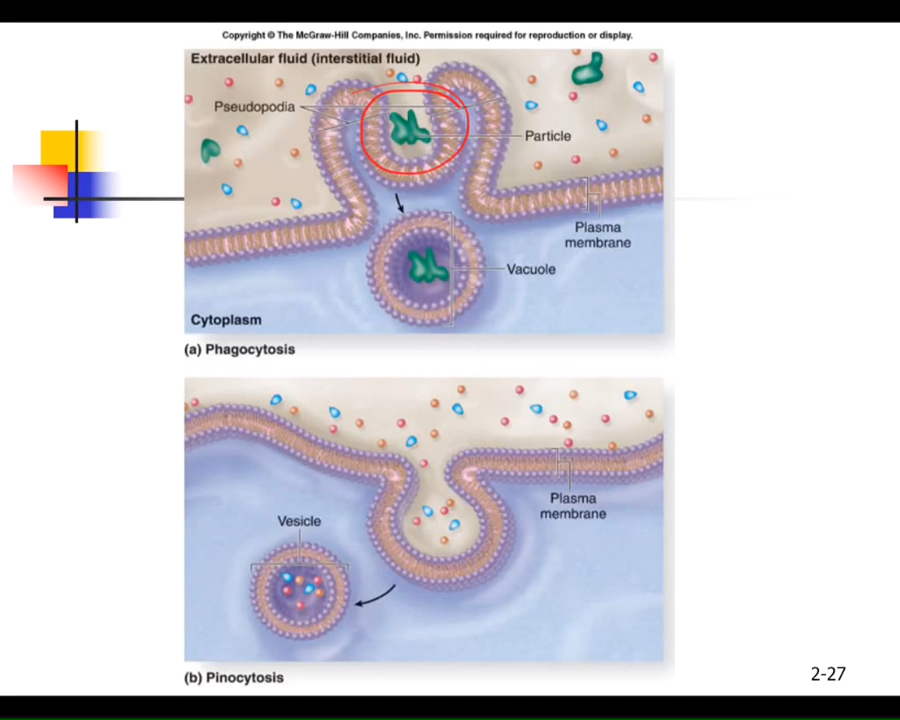 Copyright © The McGraw-Hill Companies, Inc. Permission required for reproduction or display.
Extracellular fluid (interstitial fluid)
Pseudopodia
Particle
Plasma
membrane
Vacuole
Cytoplasm
(a) Phagocytosis
Plasma
membrane
Vesicle
(b) Pinocytosis
2-27